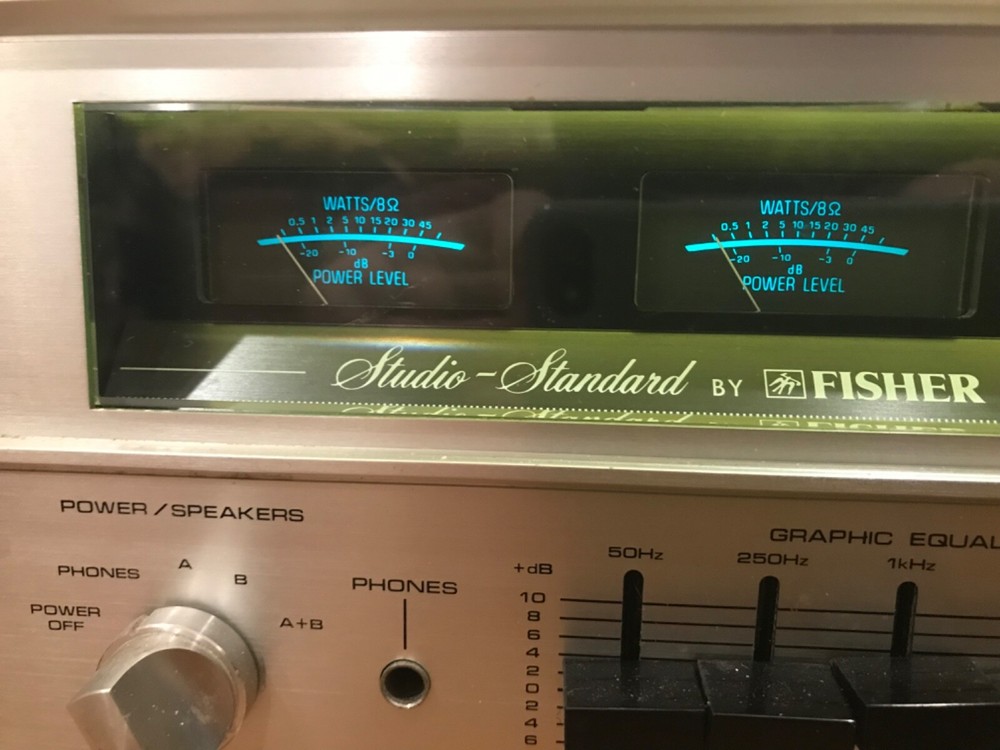 WATTS/8Ω
0.5 1 2 5 10 15 20 30 45
-20 -10 -3 0
dB
POWER LEVEL
WATTS/8Ω
0.5 1 2 5 10 15 20 30 45
-20 -10 -3 0
dB
POWER LEVEL
Studio-Standard BY FISHER
POWER/SPEAKERS
PHONES
A
B
POWER
OFF
A+B
PHONES
GRAPHIC EQUAL
50Hz
250Hz
1kHz
+dB
10
8
6
4
2
0
2
4
6